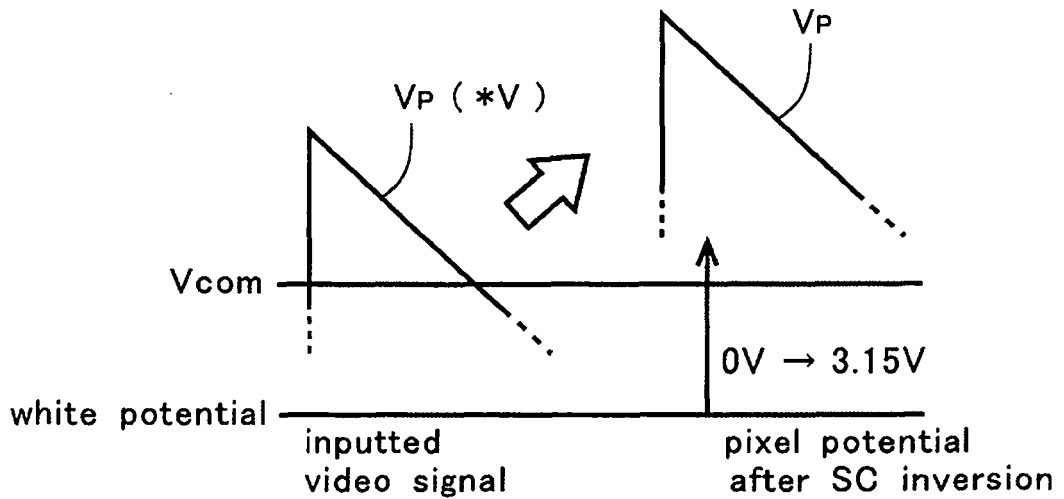 VP
VP ( *V )
Vcom
0V → 3.15V
white potential
inputted
video signal
pixel potential
after SC inversion